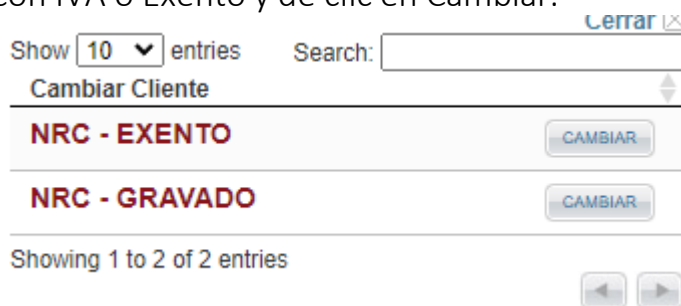 con IVA o Exento y de clic en Cambiar.
Cerrar
Show 10 entries Search:
Cambiar Cliente
NRC - EXENTO CAMBIAR
NRC - GRAVADO CAMBIAR
Showing 1 to 2 of 2 entries